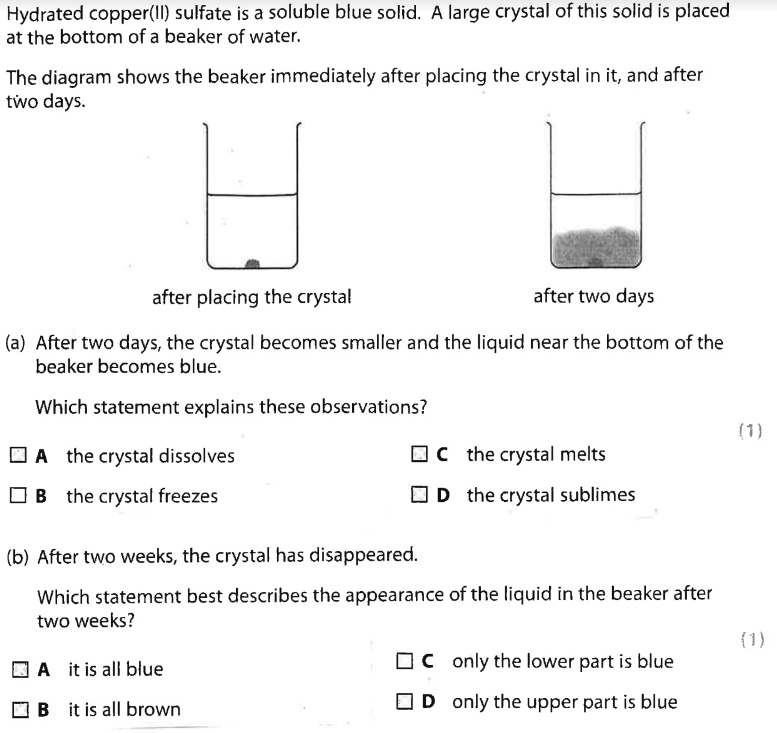 Hydrated copper(II) sulfate is a soluble blue solid. A large crystal of this solid is placed
at the bottom of a beaker of water.
The diagram shows the beaker immediately after placing the crystal in it, and after
two days.
after placing the crystal
after two days
(a) After two days, the crystal becomes smaller and the liquid near the bottom of the
beaker becomes blue.
Which statement explains these observations?
(1)
A the crystal dissolves
C the crystal melts
B the crystal freezes
D the crystal sublimes
(b) After two weeks, the crystal has disappeared.
Which statement best describes the appearance of the liquid in the beaker after
two weeks?
(1)
A it is all blue
C only the lower part is blue
B it is all brown
D only the upper part is blue